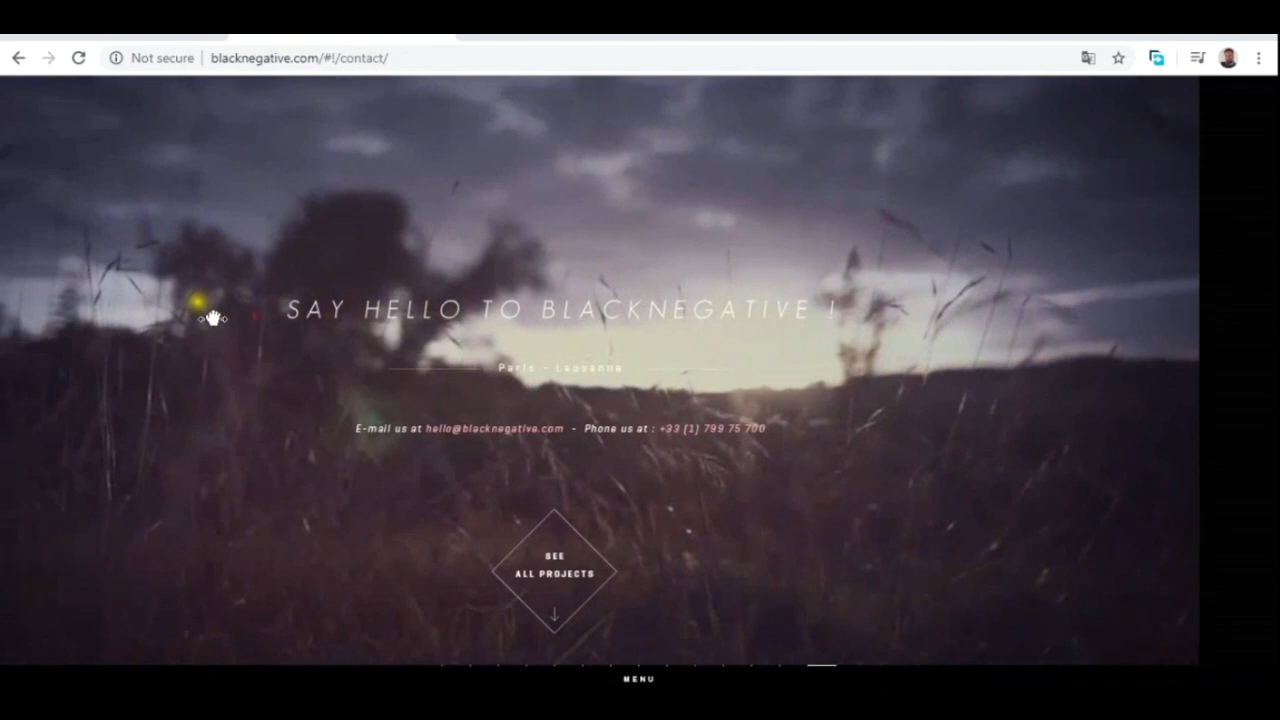 Not secure
blacknegative.com/#!/contact/
SAY HELLO TO BLACKNEGATIVE !
Paris - Lausanne
E-mail us at hello@blacknegative.com - Phone us at : +33 (1) 799 75 700
SEE
ALL PROJECTS
MENU